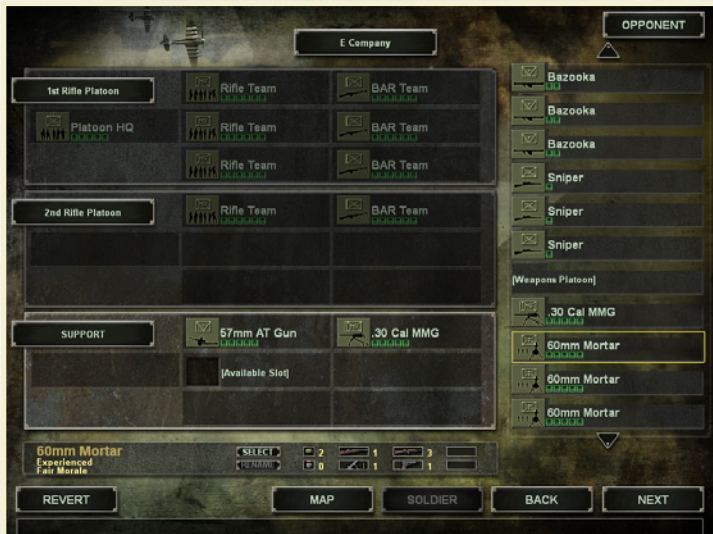 OPPONENT
E Company
1st Rifle Platoon
Rifle Team
BAR Team
Platoon HQ
Rifle Team
BAR Team
Rifle Team
BAR Team
2nd Rifle Platoon
Rifle Team
BAR Team
SUPPORT
57mm AT Gun
.30 Cal MMG
[Available Slot]
Bazooka
Bazooka
Bazooka
Sniper
Sniper
Sniper
[Weapons Platoon]
.30 Cal MMG
60mm Mortar
60mm Mortar
60mm Mortar
60mm Mortar
Experienced
Fair Morale
SELECT
RENAME
2 1 3
0 1 1
REVERT
MAP
SOLDIER
BACK
NEXT